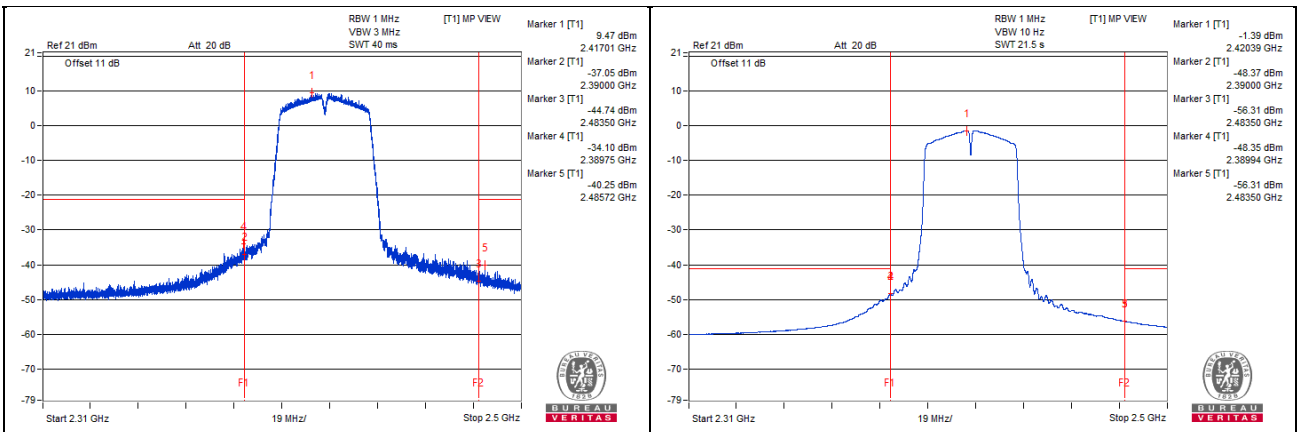 RBW 1 MHz [T1] MP VIEW
VBW 3 MHz
Ref 21 dBm Att 20 dB SWT 40 ms
Offset 11 dB
Marker 1 [T1]
9.47 dBm
2.41701 GHz
Marker 2 [T1]
-37.05 dBm
2.39000 GHz
Marker 3 [T1]
-44.74 dBm
2.48350 GHz
Marker 4 [T1]
-34.10 dBm
2.38975 GHz
Marker 5 [T1]
-40.25 dBm
2.48572 GHz
21
10
0
-10
-20
-30
-40
-50
-60
-70
-79
1
4
2
5
3
F1
F2
Start 2.31 GHz 19 MHz/ Stop 2.5 GHz
BUREAU VERITAS
1828
BUREAU
VERITAS
RBW 1 MHz [T1] MP VIEW
VBW 10 Hz
Ref 21 dBm Att 20 dB SWT 21.5 s
Offset 11 dB
Marker 1 [T1]
-1.39 dBm
2.42039 GHz
Marker 2 [T1]
-48.37 dBm
2.39000 GHz
Marker 3 [T1]
-56.31 dBm
2.48350 GHz
Marker 4 [T1]
-48.35 dBm
2.38994 GHz
Marker 5 [T1]
-56.31 dBm
2.48350 GHz
21
10
0
-10
-20
-30
-40
-50
-60
-70
-79
1
F1
F2
Start 2.31 GHz 19 MHz/ Stop 2.5 GHz
BUREAU VERITAS
1828
BUREAU
VERITAS